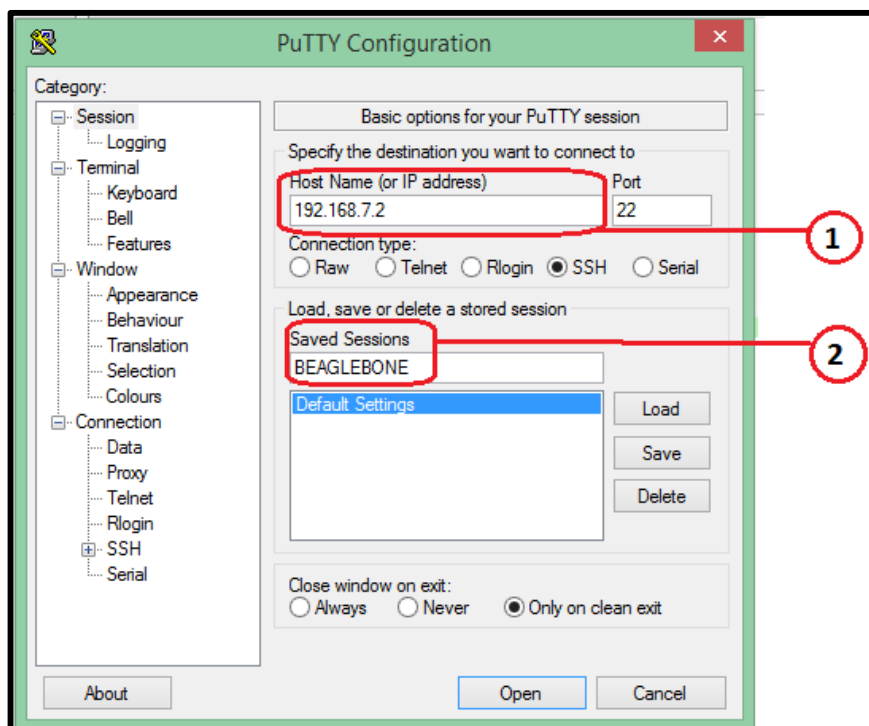 PuTTY Configuration
Category:
Session
Logging
Terminal
Keyboard
Bell
Features
Window
Appearance
Behaviour
Translation
Selection
Colours
Connection
Data
Proxy
Telnet
Rlogin
SSH
Serial
Basic options for your PuTTY session
Specify the destination you want to connect to
Host Name (or IP address) Port
192.168.7.2 22
Connection type:
Raw Telnet Rlogin SSH Serial
Load, save or delete a stored session
Saved Sessions
BEAGLEBONE
Default Settings
Load
Save
Delete
Close window on exit:
Always Never Only on clean exit
About Open Cancel
1
2